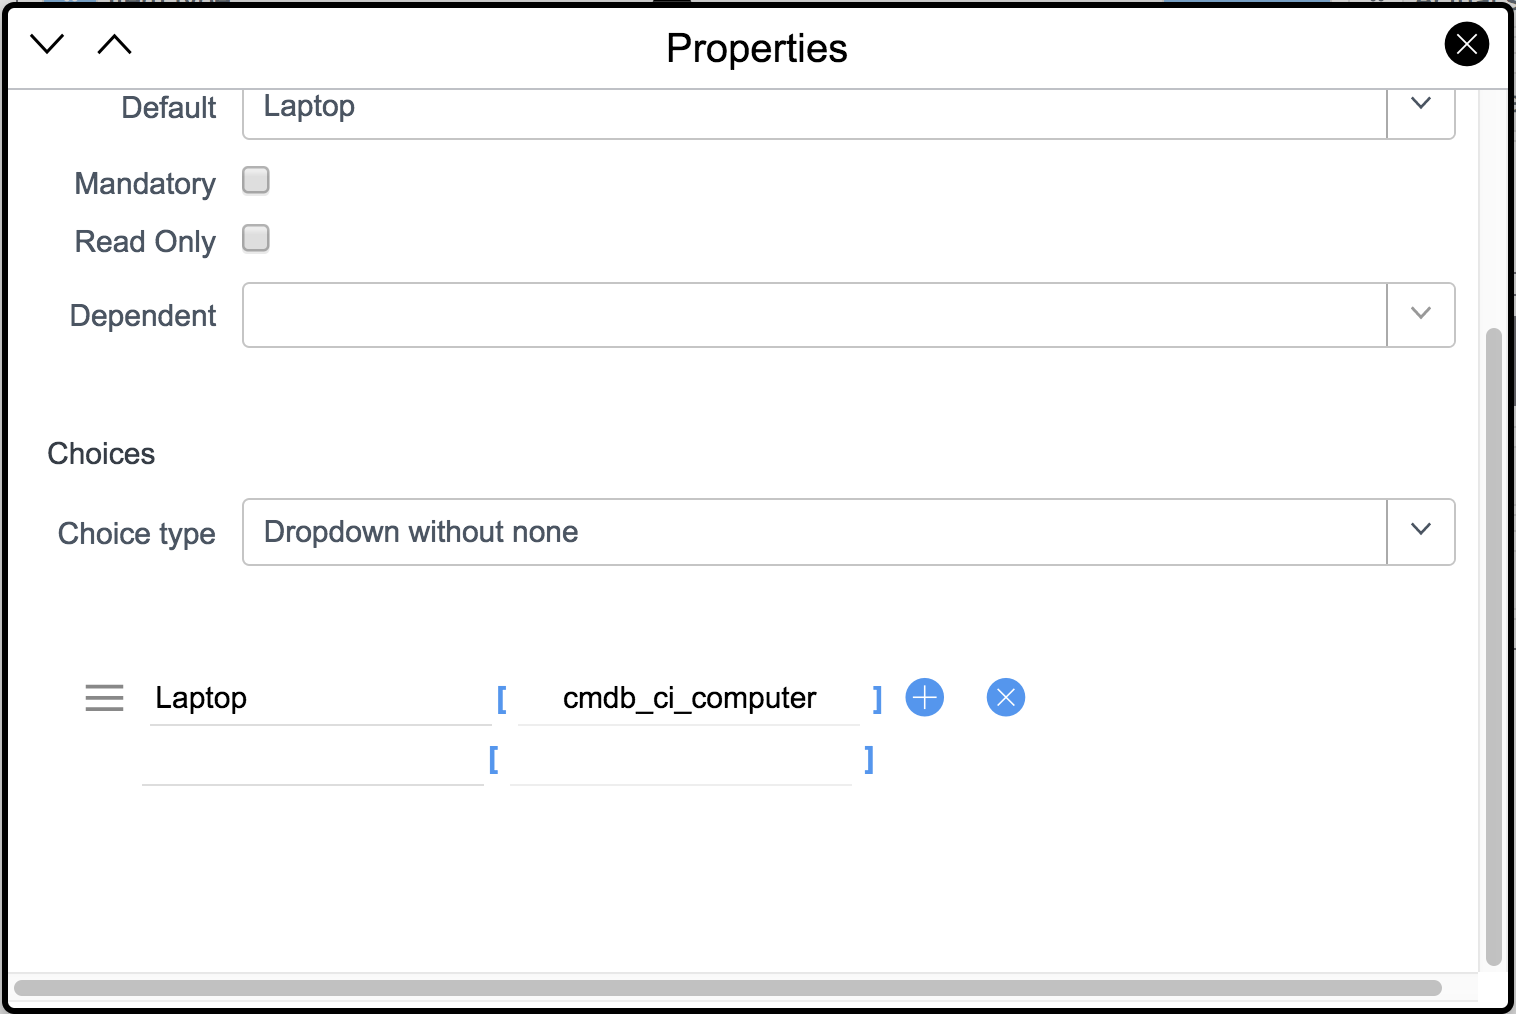 Properties
Default Laptop
Mandatory
Read Only
Dependent
Choices
Choice type Dropdown without none
Laptop [ cmdb_ci_computer ]
[ ]